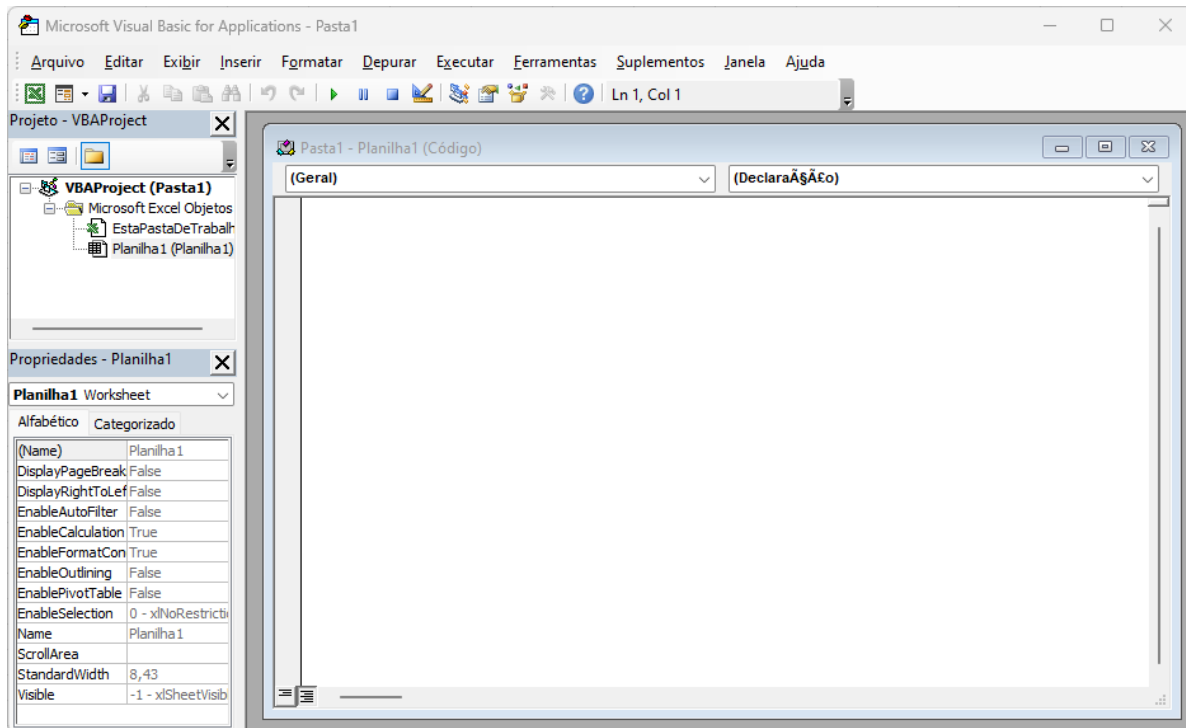 Microsoft Visual Basic for Applications - Pasta1
Arquivo Editar Exibir Inserir Formatar Depurar Executar Ferramentas Suplementos Janela Ajuda
Ln 1, Col 1
Projeto - VBAProject
VBAProject (Pasta1)
Microsoft Excel Objetos
EstaPastaDeTrabalh
Planilha1 (Planilha1)
Propriedades - Planilha1
Planilha1 Worksheet
Alfabético Categorizado
(Name) Planilha1
DisplayPageBreak False
DisplayRightToLef False
EnableAutoFilter False
EnableCalculation True
EnableFormatCon True
EnableOutlining False
EnablePivotTable False
EnableSelection 0 - xlNoRestricti
Name Planilha1
ScrollArea
StandardWidth 8,43
Visible -1 - xlSheetVisib
Pasta1 - Planilha1 (Código)
(Geral) (DeclaraÃ§Ã£o)